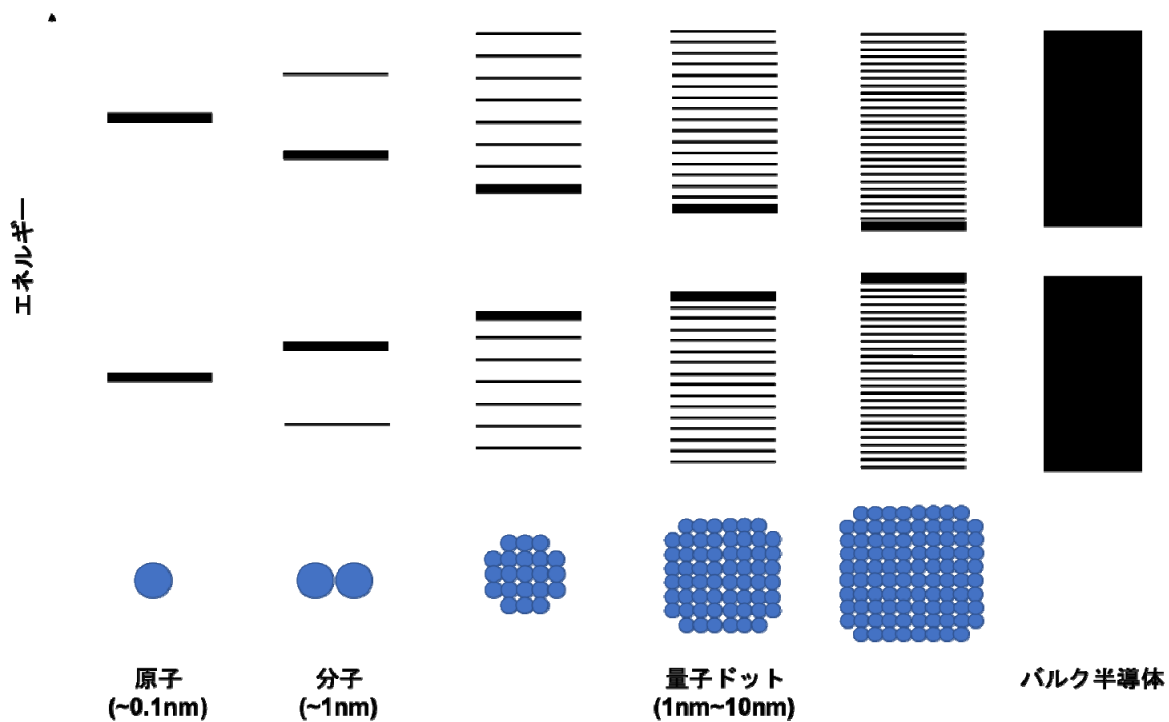 エネルギー
原子
(~0.1nm)
分子
(~1nm)
量子ドット
(1nm~10nm)
バルク半導体